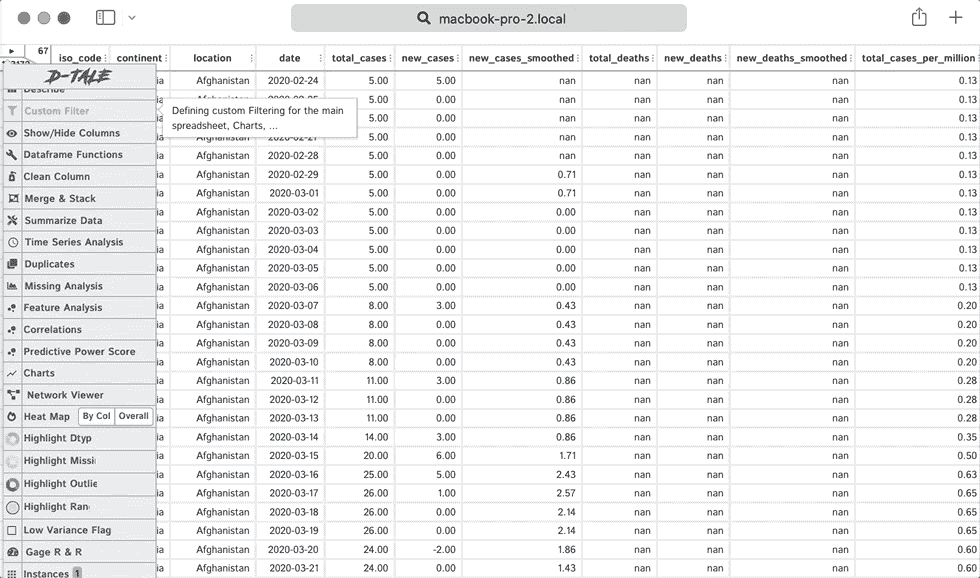 macbook-pro-2.local
67
iso_code continent location date total_cases new_cases new_cases_smoothed total_deaths new_deaths new_deaths_smoothed total_cases_per_million
D-TALE
ia Afghanistan 2020-02-24 5.00 5.00 nan nan nan nan 0.13
Describe
ia 5.00 0.00 nan nan nan nan 0.13
Custom Filter
Defining custom Filtering for the main
spreadsheet, Charts, ...
5.00 0.00 nan nan nan nan 0.13
Show/Hide Columns
ia Afghanistan 5.00 0.00 nan nan nan nan 0.13
Dataframe Functions ia Afghanistan 2020-02-28 5.00 0.00 nan nan nan nan 0.13
Clean Column ia Afghanistan 2020-02-29 5.00 0.00 0.71 nan nan nan 0.13
Merge & Stack ia Afghanistan 2020-03-01 5.00 0.00 0.71 nan nan nan 0.13
Summarize Data ia Afghanistan 2020-03-02 5.00 0.00 0.00 nan nan nan 0.13
ia Afghanistan 2020-03-03 5.00 0.00 0.00 nan nan nan 0.13
Time Series Analysis ia Afghanistan 2020-03-04 5.00 0.00 0.00 nan nan nan 0.13
Duplicates ia Afghanistan 2020-03-05 5.00 0.00 0.00 nan nan nan 0.13
Missing Analysis ia Afghanistan 2020-03-06 5.00 0.00 0.00 nan nan nan 0.13
Feature Analysis ia Afghanistan 2020-03-07 8.00 3.00 0.43 nan nan nan 0.20
Correlations ia Afghanistan 2020-03-08 8.00 0.00 0.43 nan nan nan 0.20
Predictive Power Score ia Afghanistan 2020-03-09 8.00 0.00 0.43 nan nan nan 0.20
ia Afghanistan 2020-03-10 8.00 0.00 0.43 nan nan nan 0.20
Charts ia Afghanistan 2020-03-11 11.00 3.00 0.86 nan nan nan 0.28
Network Viewer ia Afghanistan 2020-03-12 11.00 0.00 0.86 nan nan nan 0.28
Heat Map By Col Overall ia Afghanistan 2020-03-13 11.00 0.00 0.86 nan nan nan 0.28
Highlight Dtyp ia Afghanistan 2020-03-14 14.00 3.00 0.86 nan nan nan 0.35
Highlight Missi ia Afghanistan 2020-03-15 20.00 6.00 1.71 nan nan nan 0.50
ia Afghanistan 2020-03-16 25.00 5.00 2.43 nan nan nan 0.63
Highlight Outlie ia Afghanistan 2020-03-17 26.00 1.00 2.57 nan nan nan 0.65
Highlight Ran ia Afghanistan 2020-03-18 26.00 0.00 2.14 nan nan nan 0.65
Low Variance Flag ia Afghanistan 2020-03-19 26.00 0.00 2.14 nan nan nan 0.65
Gage R & R ia Afghanistan 2020-03-20 24.00 -2.00 1.86 nan nan nan 0.60
Instances 1 ia Afghanistan 2020-03-21 24.00 0.00 1.43 nan nan nan 0.60